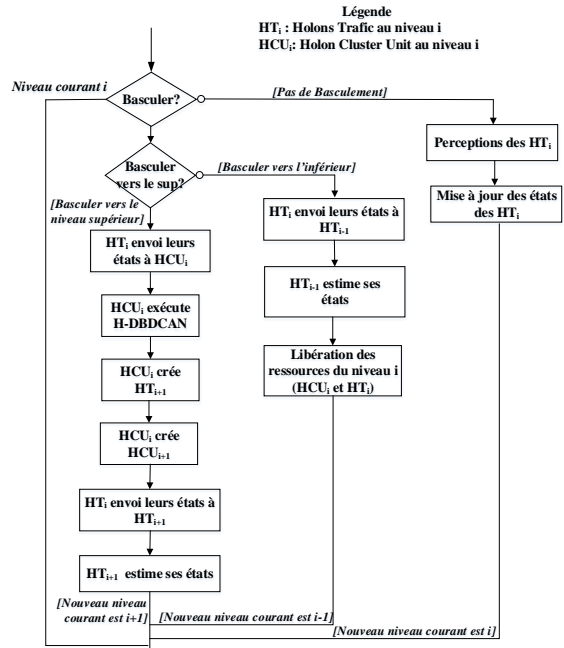 Légende
HTi : Holons Trafic au niveau i
HCUi: Holon Cluster Unit au niveau i
Niveau courant i
Basculer?
[Pas de Basculement]
Perceptions des HTi
Mise à jour des états
des HTi
Basculer
vers le sup?
[Basculer vers l'inférieur]
[Basculer vers le
niveau supérieur]
HTi envoi leurs états à
HTi-1
HTi-1 estime ses
états
Libération des
ressources du niveau i
(HCUi et HTi)
HTi envoi leurs
états à HCUi
HCUi exécute
H-DBDCAN
HCUi crée
HTi+1
HCUi crée
HCUi+1
HTi envoi leurs états à
HTi+1
HTi+1 estime ses états
[Nouveau niveau
courant est i+1]
[Nouveau niveau courant est i-1]
[Nouveau niveau courant est i]